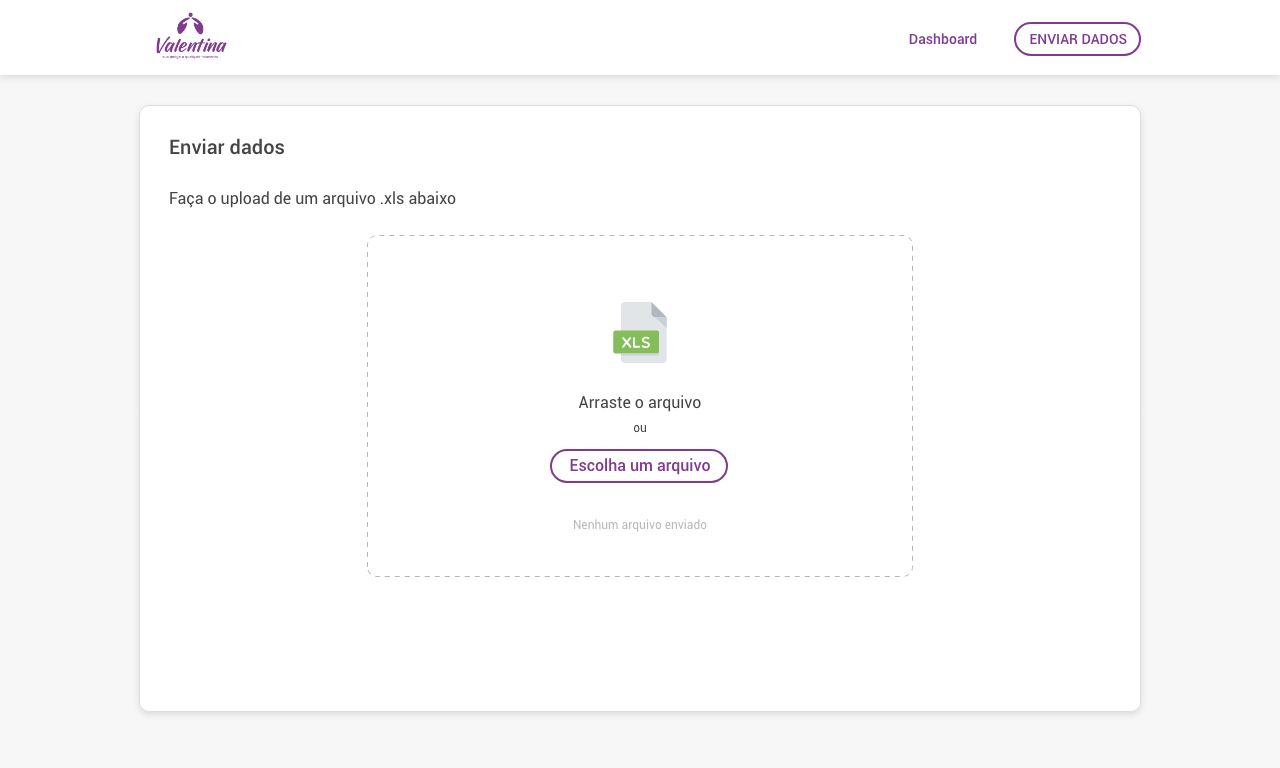 Valentina
Dashboard
ENVIAR DADOS
Enviar dados
Faça o upload de um arquivo .xls abaixo
XLS
Arraste o arquivo
ou
Escolha um arquivo
Nenhum arquivo enviado